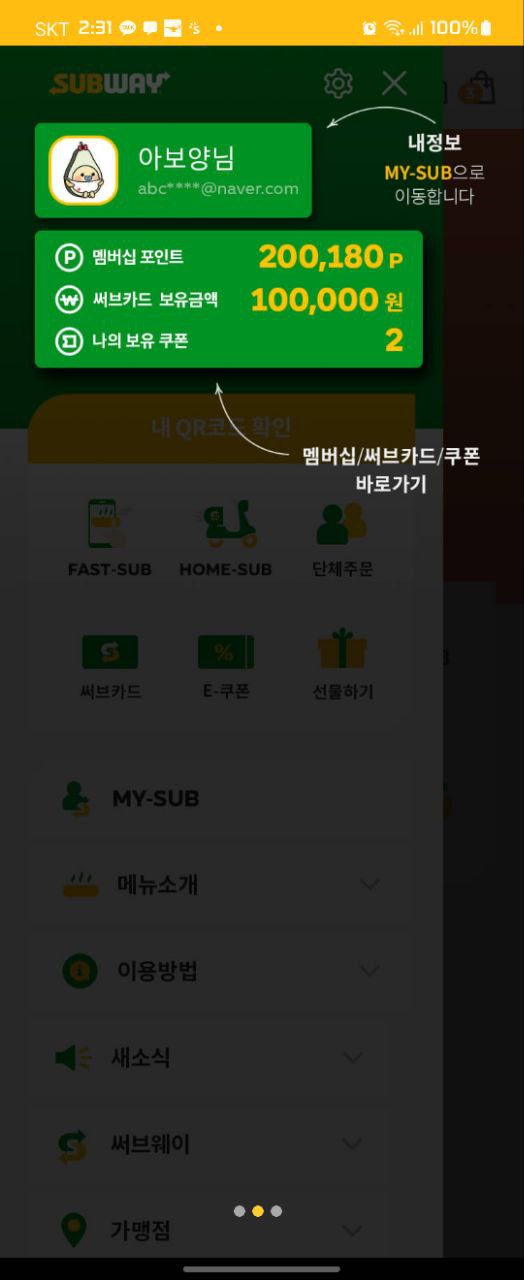 SKT 2:31 100%
SUBWAY
3
내정보
MY-SUB으로
이동합니다
아보양님
abc****@naver.com
멤버십 포인트 200,180 P
써브카드 보유금액 100,000 원
나의 보유 쿠폰 2
내 QR코드 확인
멤버십/써브카드/쿠폰
바로가기
FAST-SUB HOME-SUB 단체주문
써브카드 E-쿠폰 선물하기
MY-SUB
메뉴소개
이용방법
새소식
써브웨이
가맹점